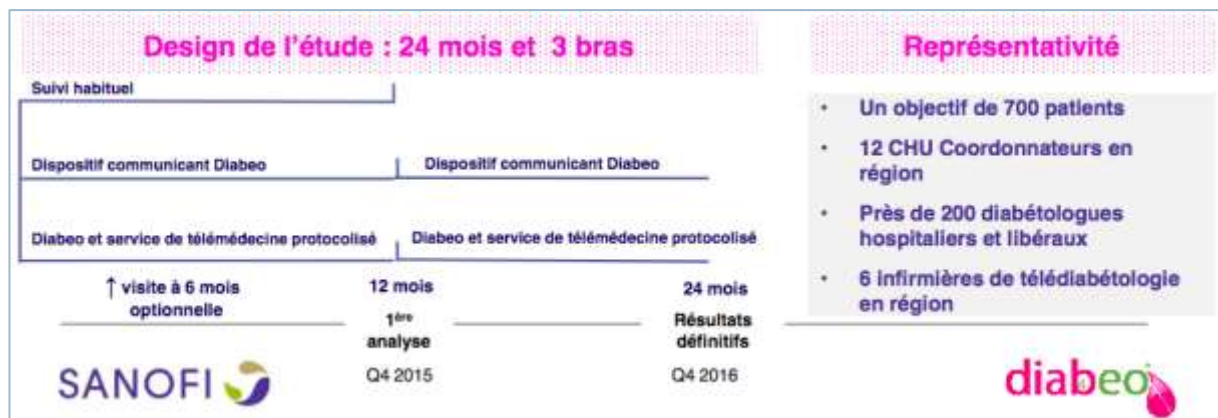 Design de l'étude : 24 mois et 3 bras
Suivi habituel
Dispositif communicant Diabeo
Dispositif communicant Diabeo
Diabeo et service de télémédecine protocolisé
Diabeo et service de télémédecine protocolisé
↑ visite à 6 mois
optionnelle
12 mois
24 mois
1ère
analyse
Résultats
définitifs
Q4 2015
Q4 2016
Représentativité
• Un objectif de 700 patients
• 12 CHU Coordonnateurs en
région
• Près de 200 diabétologues
hospitaliers et libéraux
• 6 infirmières de télédiabétologie
en région
SANOFI
diabeo